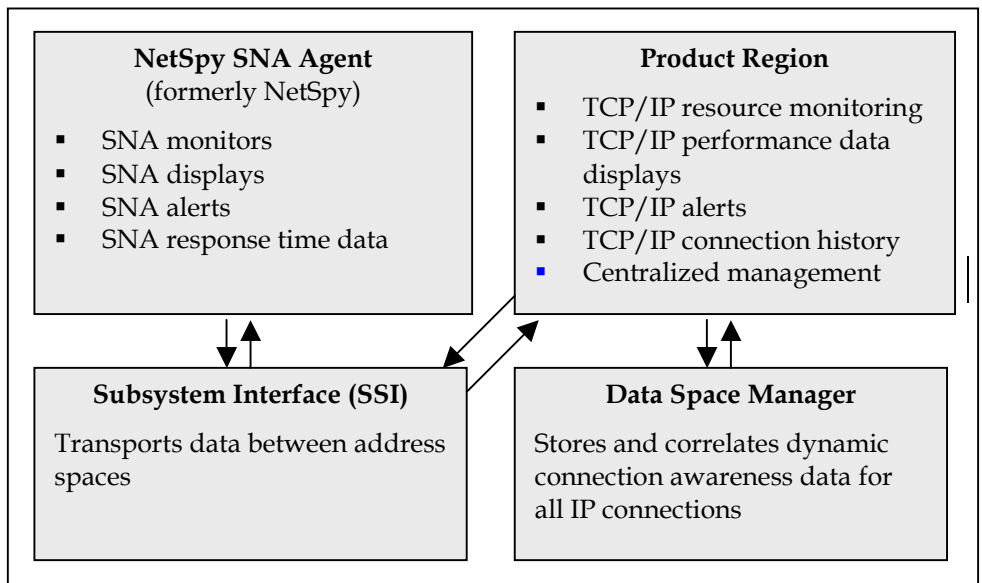 NetSpy SNA Agent
(formerly NetSpy)
▪ SNA monitors
▪ SNA displays
▪ SNA alerts
▪ SNA response time data
Product Region
▪ TCP/IP resource monitoring
▪ TCP/IP performance data
displays
▪ TCP/IP alerts
▪ TCP/IP connection history
▪ Centralized management
Subsystem Interface (SSI)
Transports data between address
spaces
Data Space Manager
Stores and correlates dynamic
connection awareness data for
all IP connections